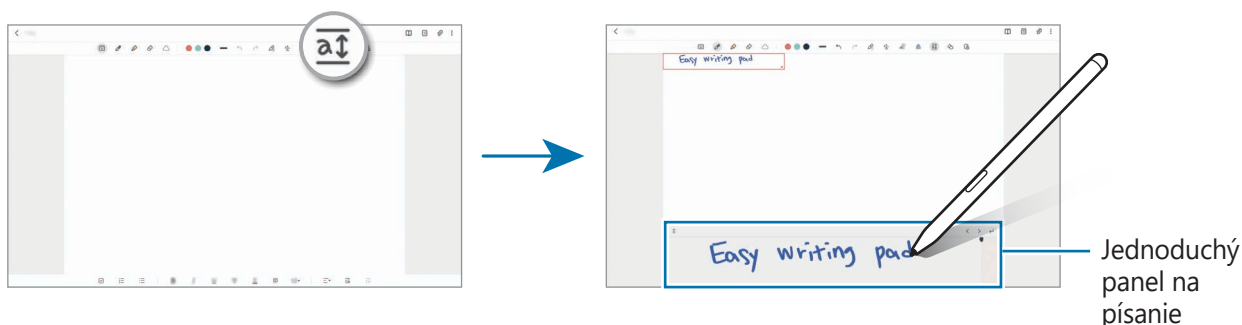 a
Easy writing pad
Easy writing pad
Jednoduchý
panel na
písanie